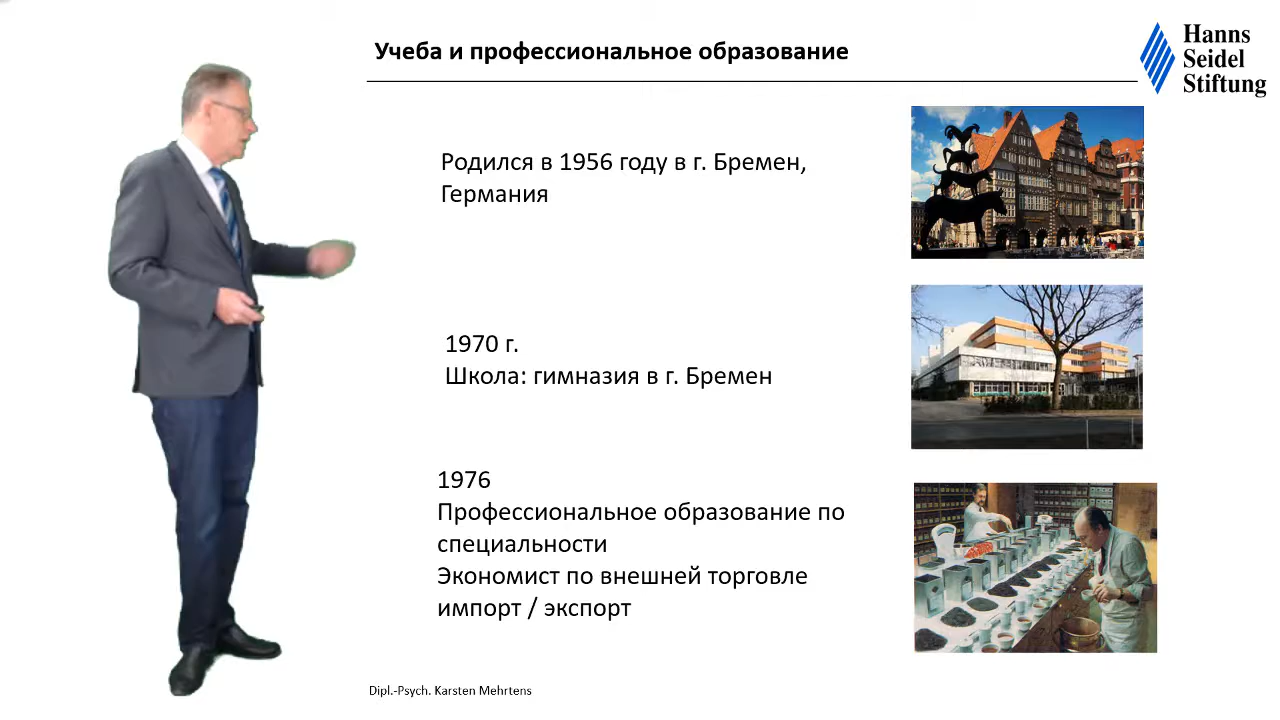 Учеба и профессиональное образование
Hanns
Seidel
Stiftung
Родился в 1956 году в г. Бремен,
Германия
1970 г.
Школа: гимназия в г. Бремен
1976
Профессиональное образование по
специальности
Экономист по внешней торговле
импорт / экспорт
Dipl.-Psych. Karsten Mehrtens